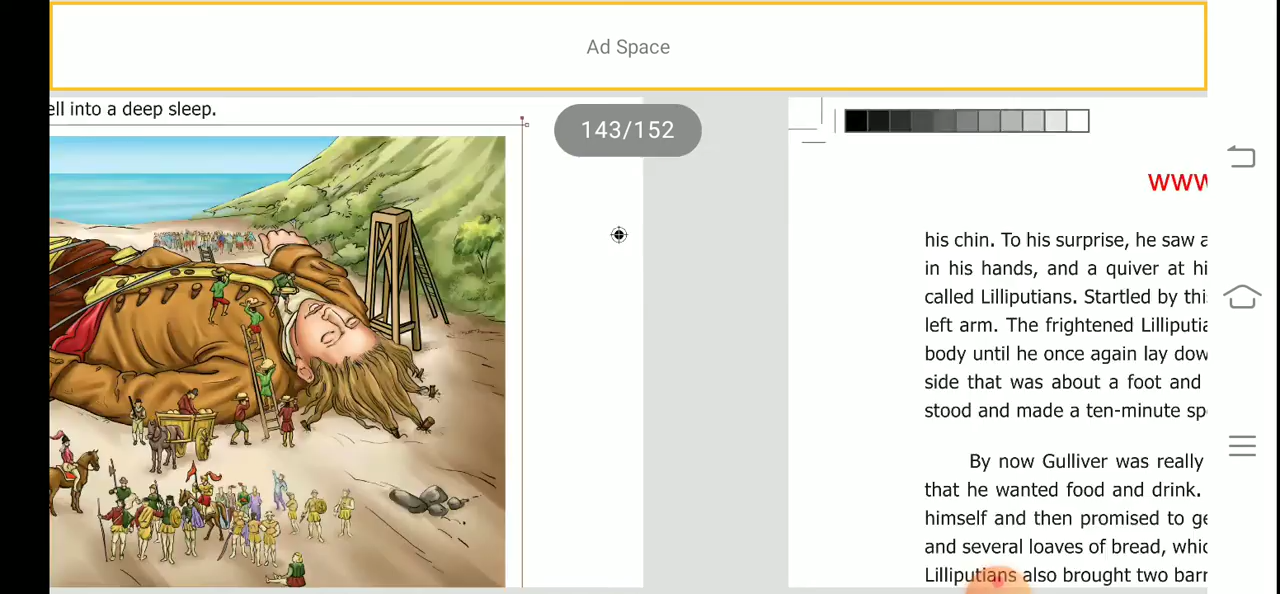 Ad Space
ell into a deep sleep.
143/152
www
his chin. To his surprise, he saw a
in his hands, and a quiver at hi
called Lilliputians. Startled by thi
left arm. The frightened Lilliputia
body until he once again lay dow
side that was about a foot and
stood and made a ten-minute sp
By now Gulliver was really
that he wanted food and drink.
himself and then promised to ge
and several loaves of bread, whic
Lilliputians also brought two barr